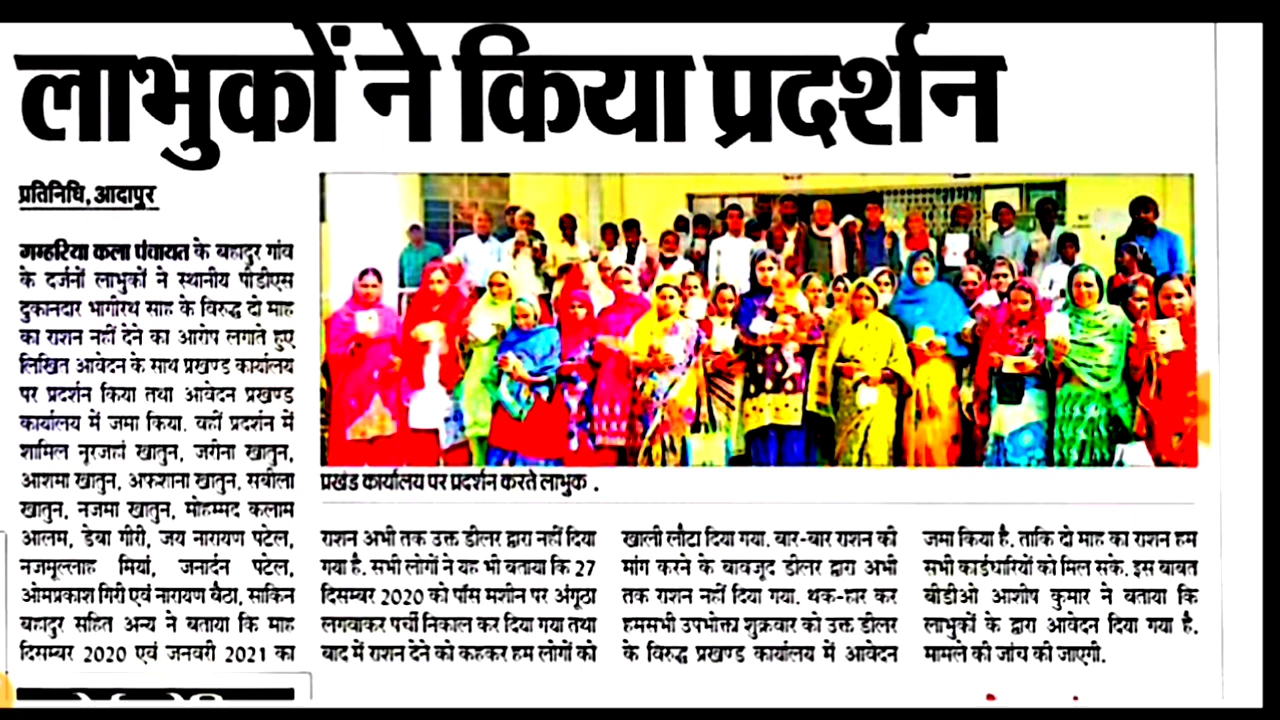 लाभुकों ने किया प्रदर्शन
प्रतिनिधि, आदापुर
गम्हरिया कला पंचायत के बहादुर गांव
के दर्जनों लाभुकों ने स्थानीय पीडीएस
दुकानदार भागीरथ साह के विरुद्ध दो माह
का राशन नहीं देने का आरोप लगाते हुए
लिखित आवेदन के साथ प्रखण्ड कार्यालय
पर प्रदर्शन किया तथा आवेदन प्रखण्ड
कार्यालय में जमा किया. वहीं प्रदर्शन में
शामिल नूरजहां खातुन, जरीना खातुन,
आशमा खातुन, अफशाना खातुन, सबीला
खातुन, नजमा खातुन, मोहम्मद कलाम
आलम, डेबा गीरी, जय नारायण पटेल,
नजमूल्लाह मियां, जनार्दन पटेल,
ओमप्रकाश गिरी एवं नारायण बैठा, साकिन
बहादुर सहित अन्य ने बताया कि माह
दिसम्बर 2020 एवं जनवरी 2021 का
प्रखंड कार्यालय पर प्रदर्शन करते लाभुक .
राशन अभी तक उक्त डीलर द्वारा नहीं दिया
गया है. सभी लोगों ने यह भी बताया कि 27
दिसम्बर 2020 को पॉस मशीन पर अंगूठा
लगवाकर पर्ची निकाल कर दिया गया तथा
बाद में राशन देने को कहकर हम लोगों को
खाली लौटा दिया गया. बार-बार राशन की
मांग करने के बावजूद डीलर द्वारा अभी
तक राशन नहीं दिया गया. थक-हार कर
हमसभी उपभोक्ता शुक्रवार को उक्त डीलर
के विरुद्ध प्रखण्ड कार्यालय में आवेदन
जमा किया है. ताकि दो माह का राशन हम
सभी कार्डधारियों को मिल सके. इस बाबत
बीडीओ आशीष कुमार ने बताया कि
लाभुकों के द्वारा आवेदन दिया गया है.
मामले की जांच की जाएगी.